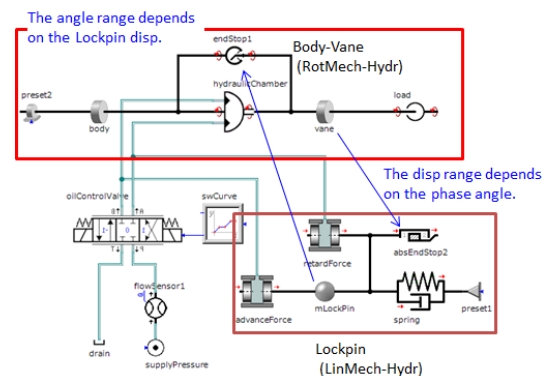 The angle range depends
on the Lockpin disp.
endStop1
Body-Vane
(RotMech-Hydr)
hydraulicChamber
preset2
load
body
vane
The disp range depends
on the phase angle.
oilControlValve
B A
swCurve
y
I- 0 I
T P
retardForce
absEndStop2
flowSensor1
advanceForce
mLockPin
spring
preset1
drain
supplyPressure
Lockpin
(LinMech-Hydr)